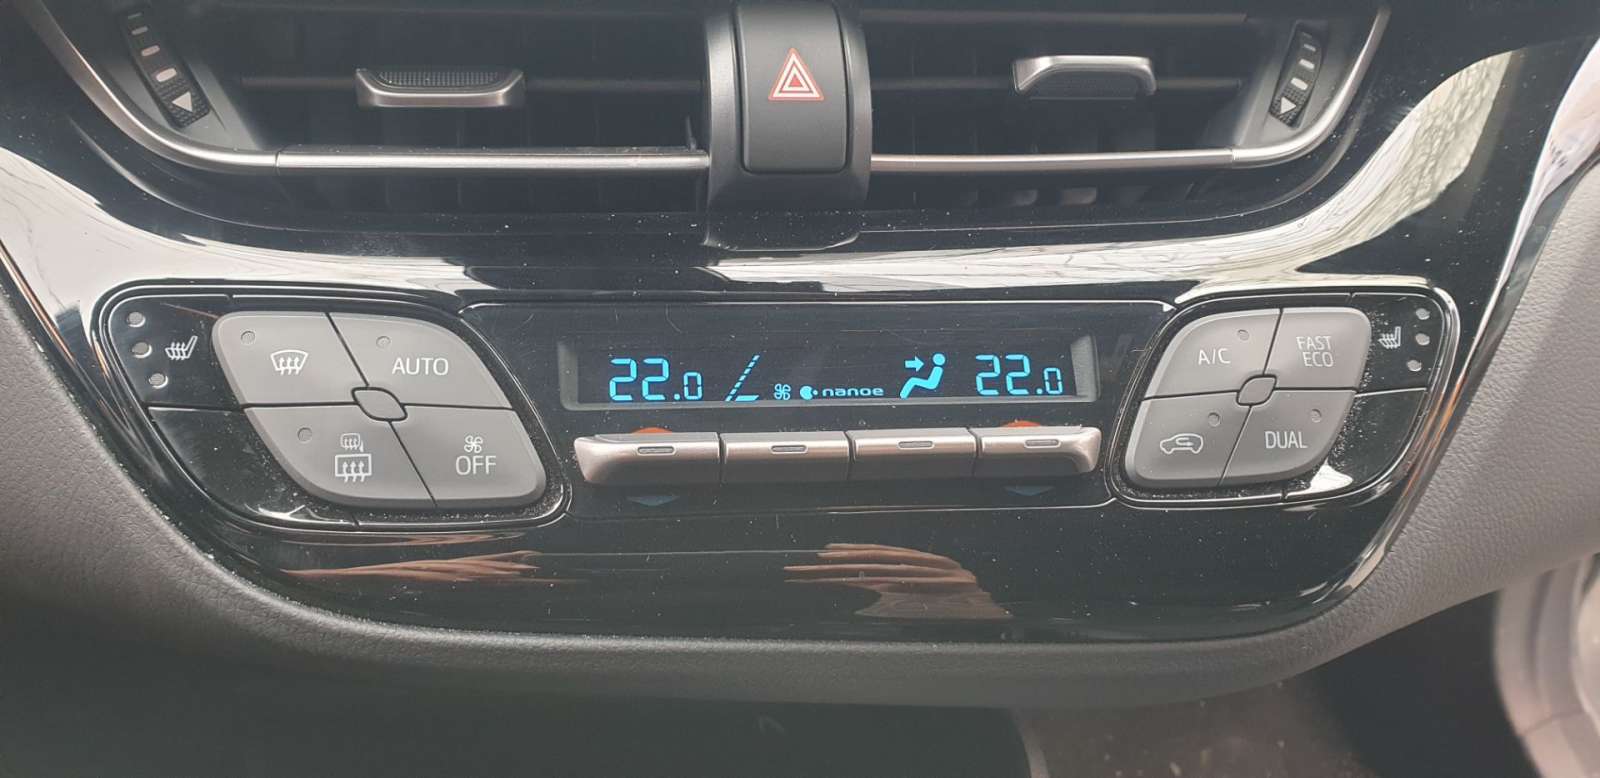 AUTO
OFF
22.0
nanoe
22.0
A/C
FAST
ECO
DUAL